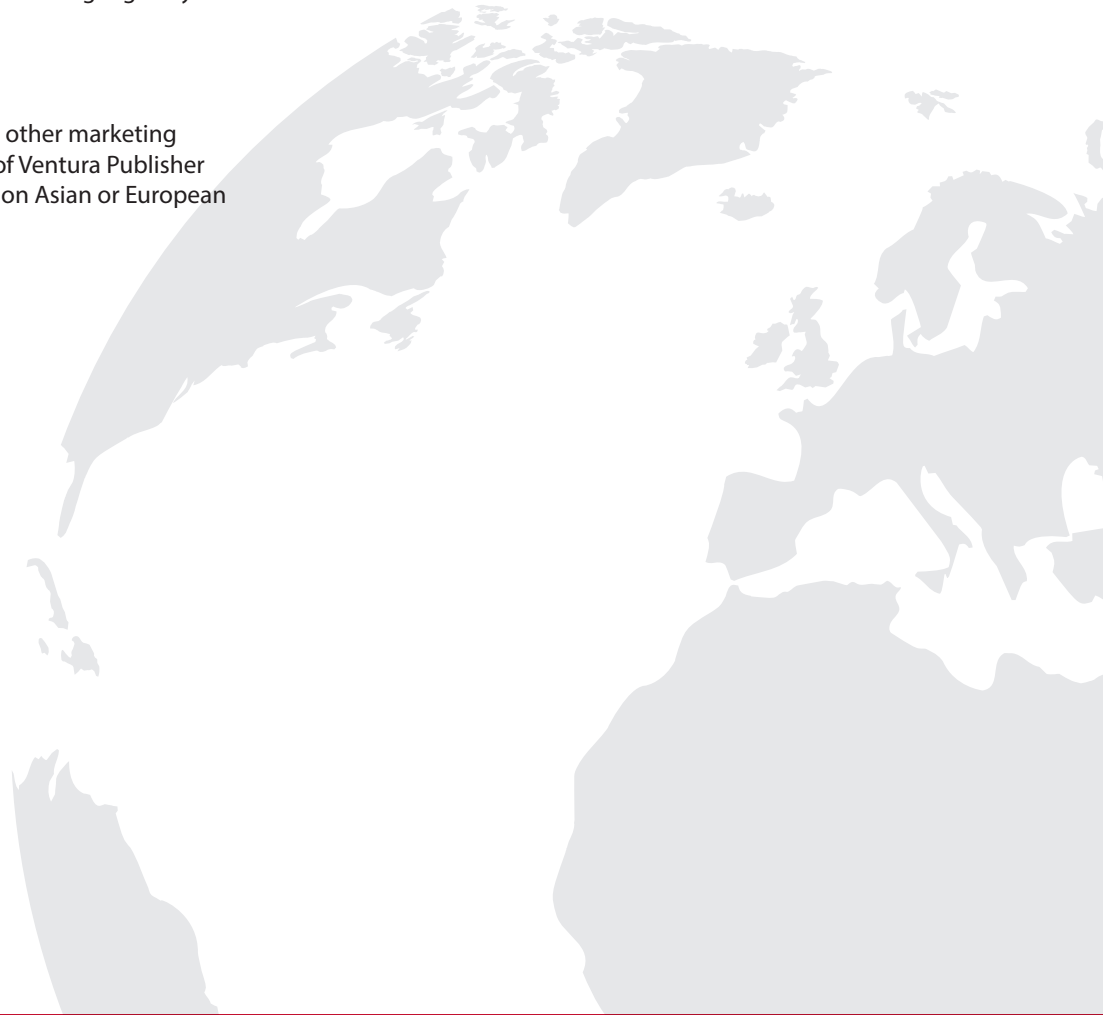 other marketing
of Ventura Publisher
on Asian or European